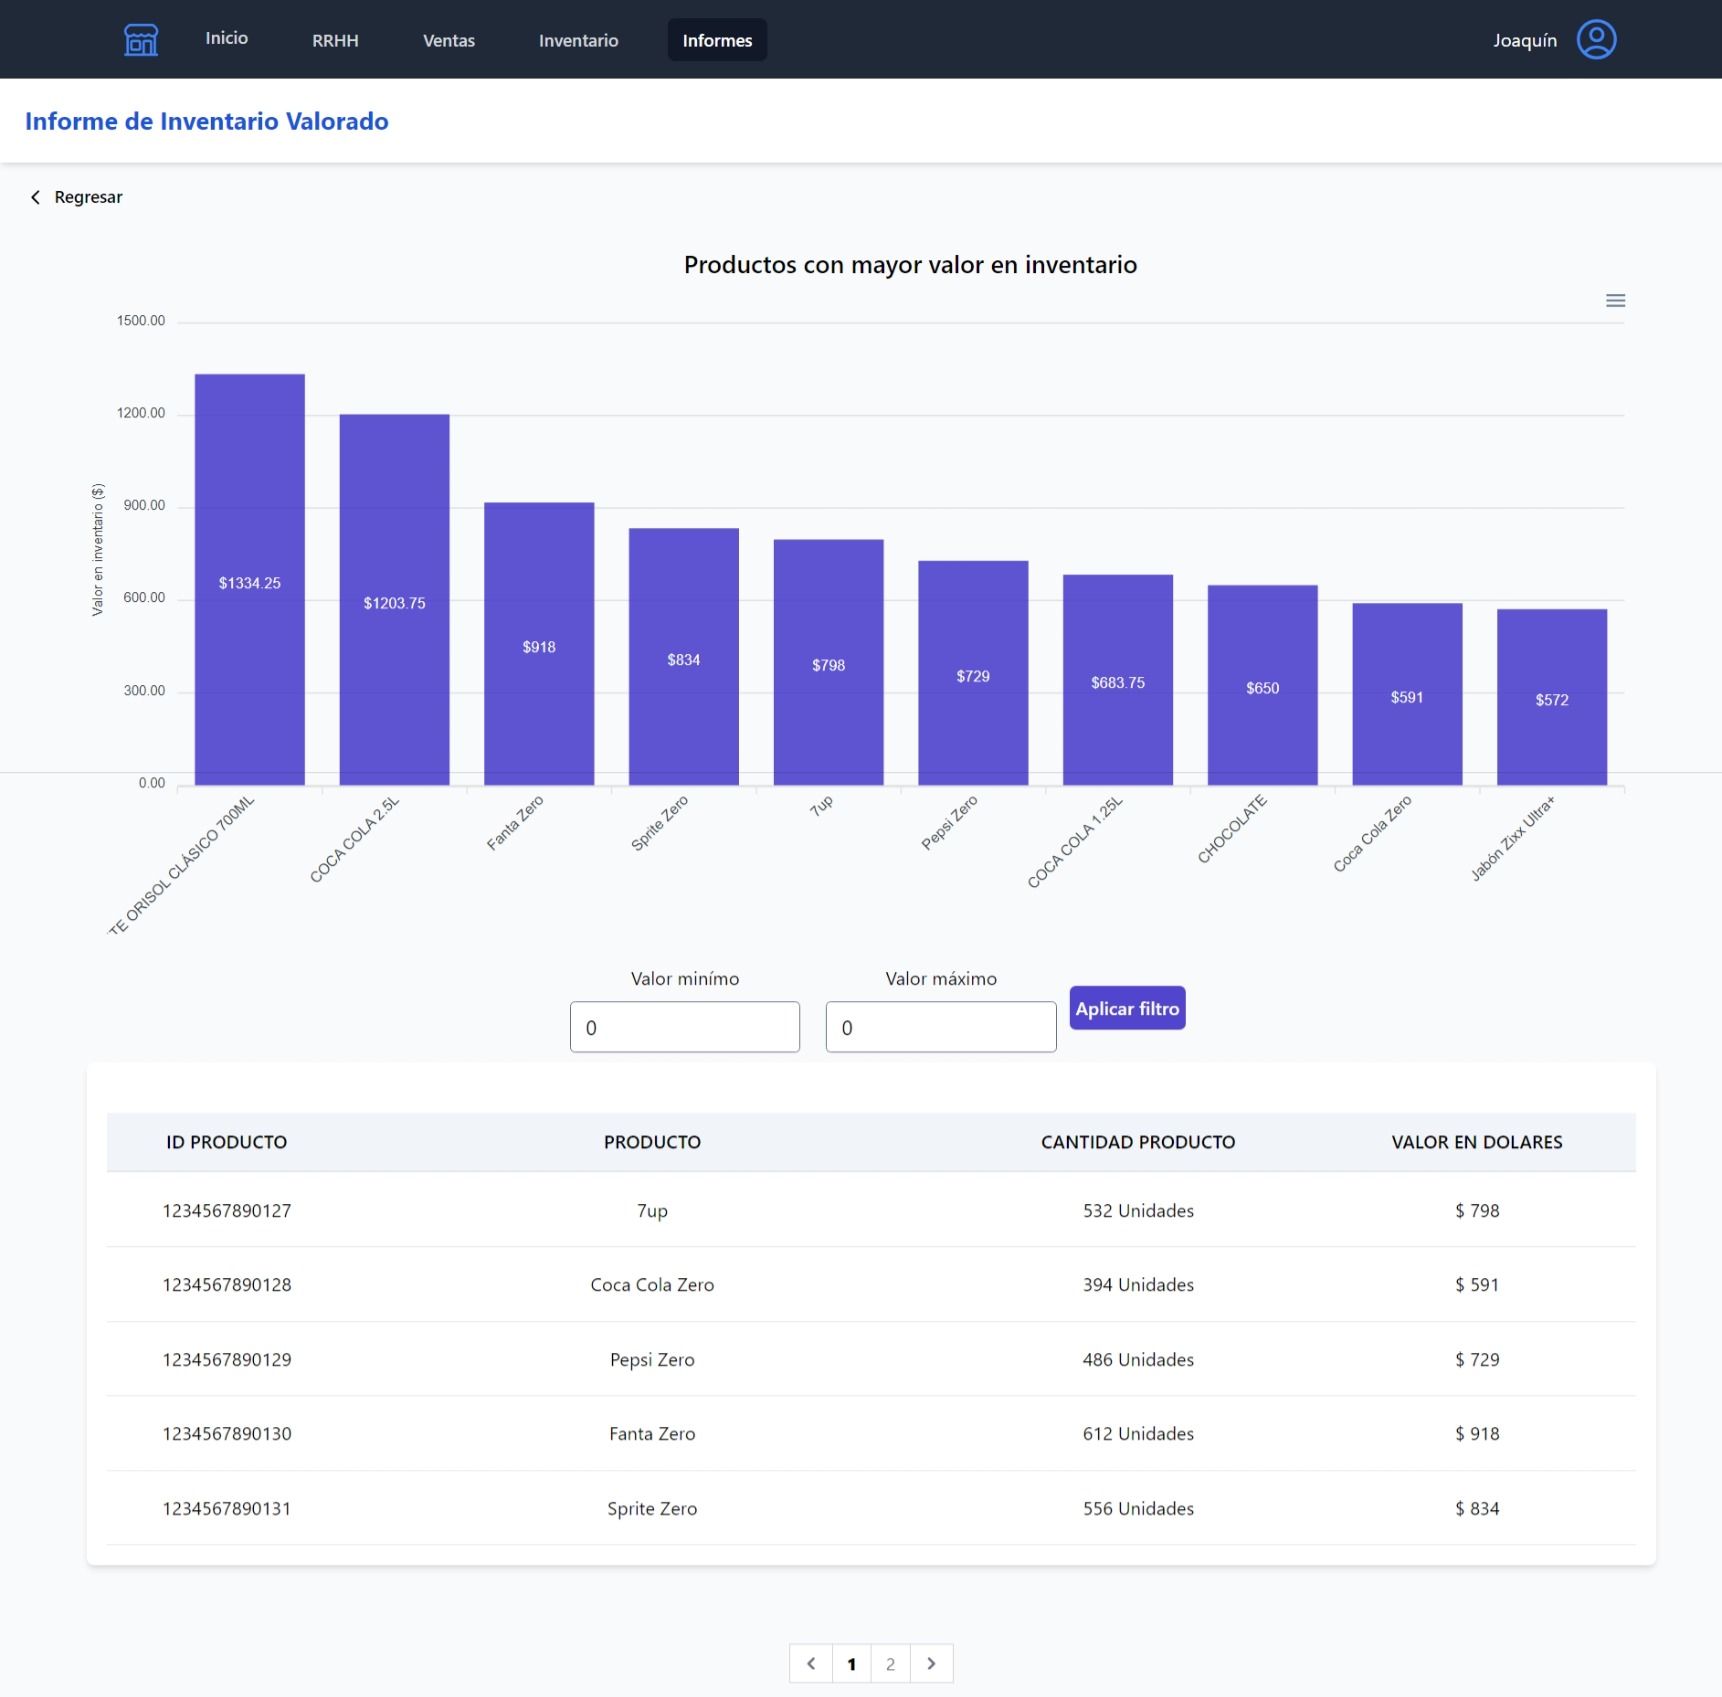 Inicio RRHH Ventas Inventario Informes Joaquín
Informe de Inventario Valorado
Regresar
Productos con mayor valor en inventario
Valor en inventario ($)
1500.00
1200.00
900.00
600.00
300.00
0.00
$1334.25
$1203.75
$918
$834
$798
$729
$683.75
$650
$591
$572
TE ORISOL CLÁSICO 700ML
COCA COLA 2.5L
Fanta Zero
Sprite Zero
7up
Pepsi Zero
COCA COLA 1.25L
CHOCOLATE
Coca Cola Zero
Jabón Zixx Ultra+
Valor minímo Valor máximo
0 0 Aplicar filtro
ID PRODUCTO PRODUCTO CANTIDAD PRODUCTO VALOR EN DOLARES
1234567890127 7up 532 Unidades $ 798
1234567890128 Coca Cola Zero 394 Unidades $ 591
1234567890129 Pepsi Zero 486 Unidades $ 729
1234567890130 Fanta Zero 612 Unidades $ 918
1234567890131 Sprite Zero 556 Unidades $ 834
1 2